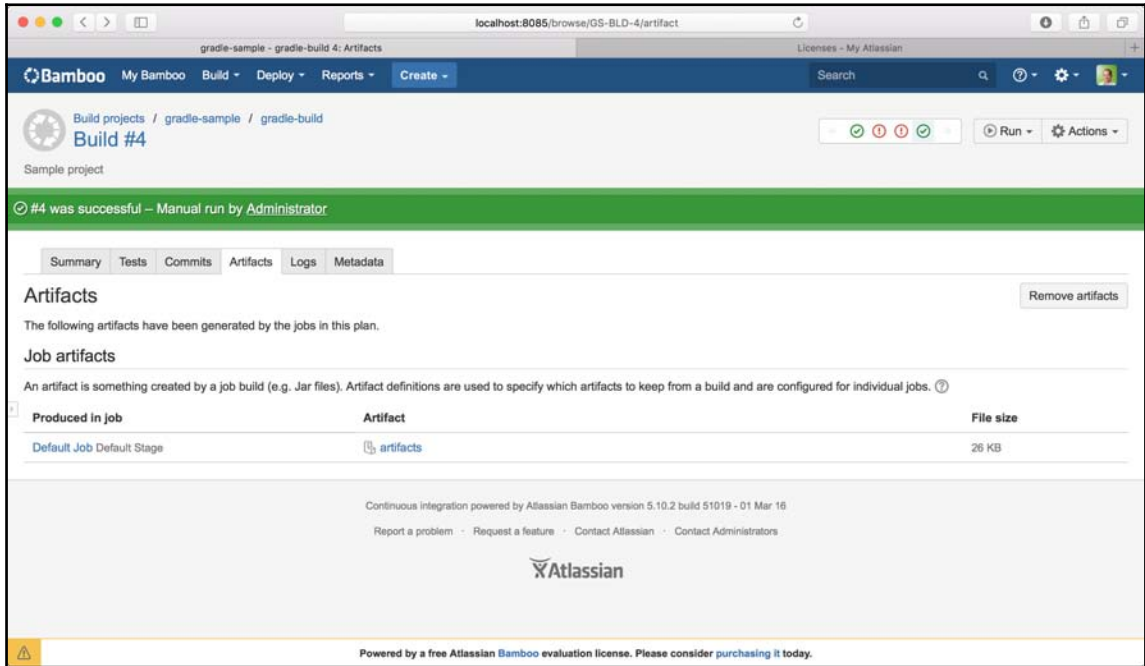 localhost:8085/browse/GS-BLD-4/artifact
gradle-sample - gradle-build 4: Artifacts
Licenses - My Atlassian
Bamboo My Bamboo Build Deploy Reports Create Search
Build projects / gradle-sample / gradle-build
Build #4
Run Actions
Sample project
#4 was successful – Manual run by Administrator
Summary Tests Commits Artifacts Logs Metadata
Artifacts
Remove artifacts
The following artifacts have been generated by the jobs in this plan.
Job artifacts
An artifact is something created by a job build (e.g. Jar files). Artifact definitions are used to specify which artifacts to keep from a build and are configured for individual jobs.
Produced in job Artifact File size
Default Job Default Stage artifacts 26 KB
Continuous integration powered by Atlassian Bamboo version 5.10.2 build 51019 - 01 Mar 16
Report a problem · Request a feature · Contact Atlassian · Contact Administrators
Atlassian
Powered by a free Atlassian Bamboo evaluation license. Please consider purchasing it today.